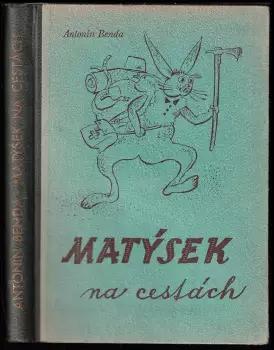 ANTONÍN BENDA - MATÝSEK NA CESTÁCH
Antonín Benda
MATÝSEK
na cestách